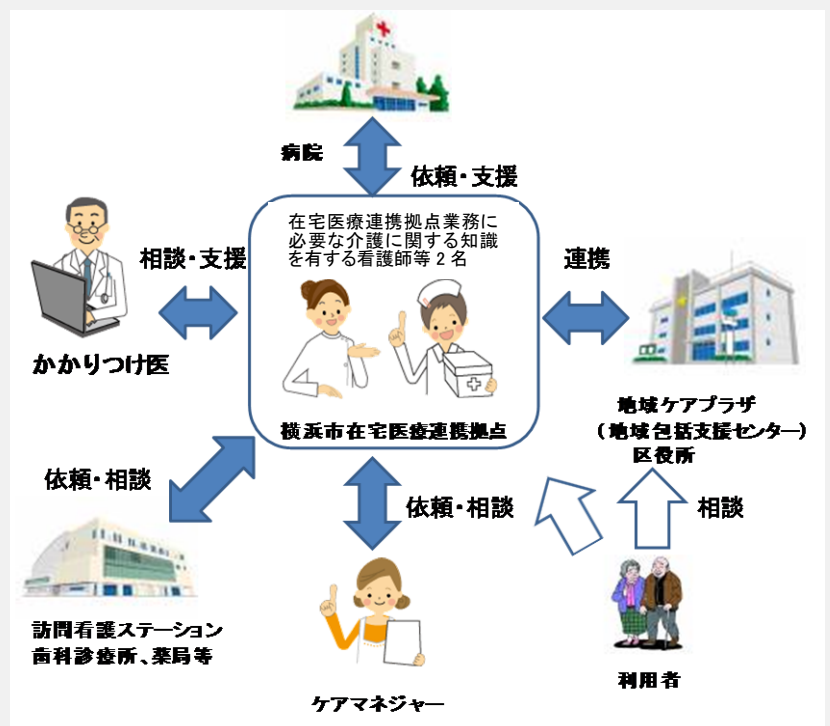 病院
依頼・支援
在宅医療連携拠点業務に
必要な介護に関する知識
を有する看護師等2名
相談・支援
連携
かかりつけ医
横浜市在宅医療連携拠点
地域ケアプラザ
(地域包括支援センター)
区役所
依頼・相談
依頼・相談
相談
訪問看護ステーション
歯科診療所、薬局等
ケアマネジャー
利用者